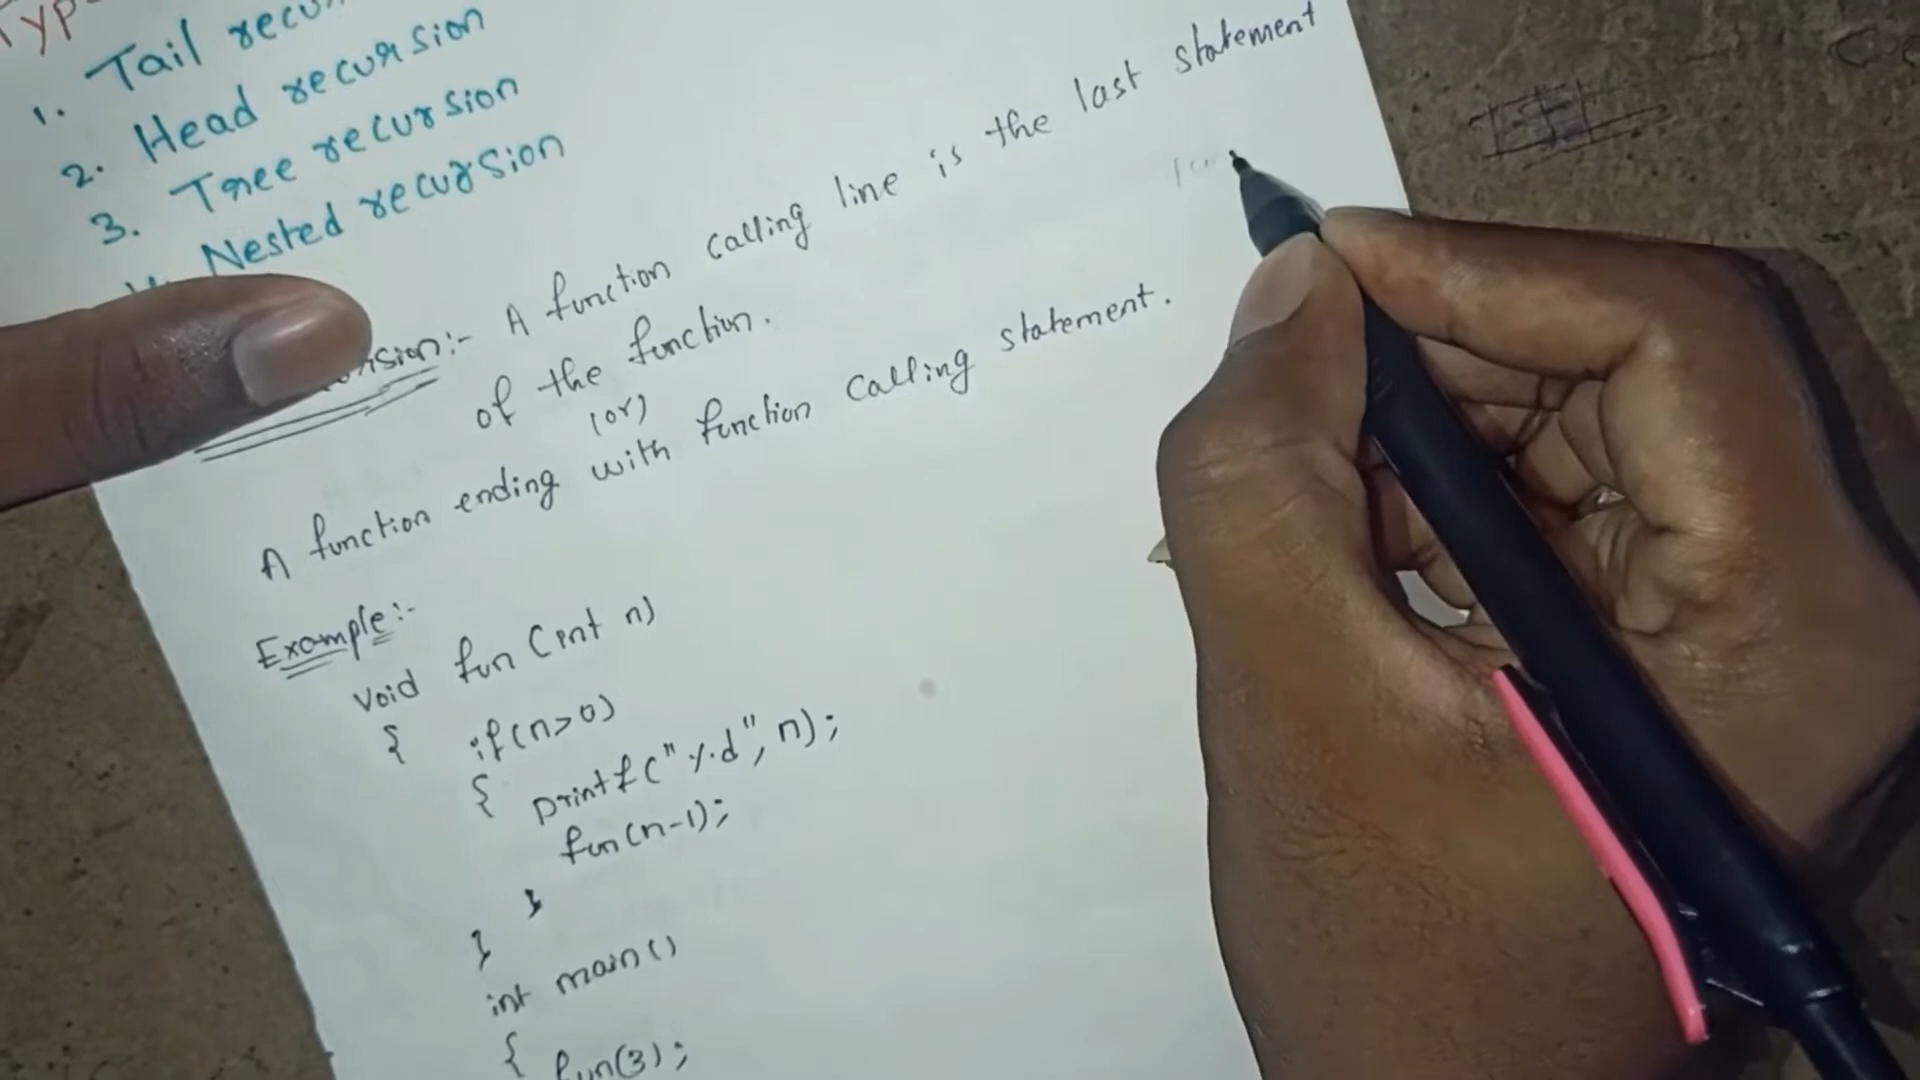 1. Tail
2. Head recursion
3. Tree recursion
Nested recursion
:- A function calling line is the last statement
of the function.
(or)
A function ending with function calling statement.
Example:-
void fun (int n)
{ if(n>0)
{ printf("%d", n);
fun(n-1);
}
}
int main()
{ fun(3);